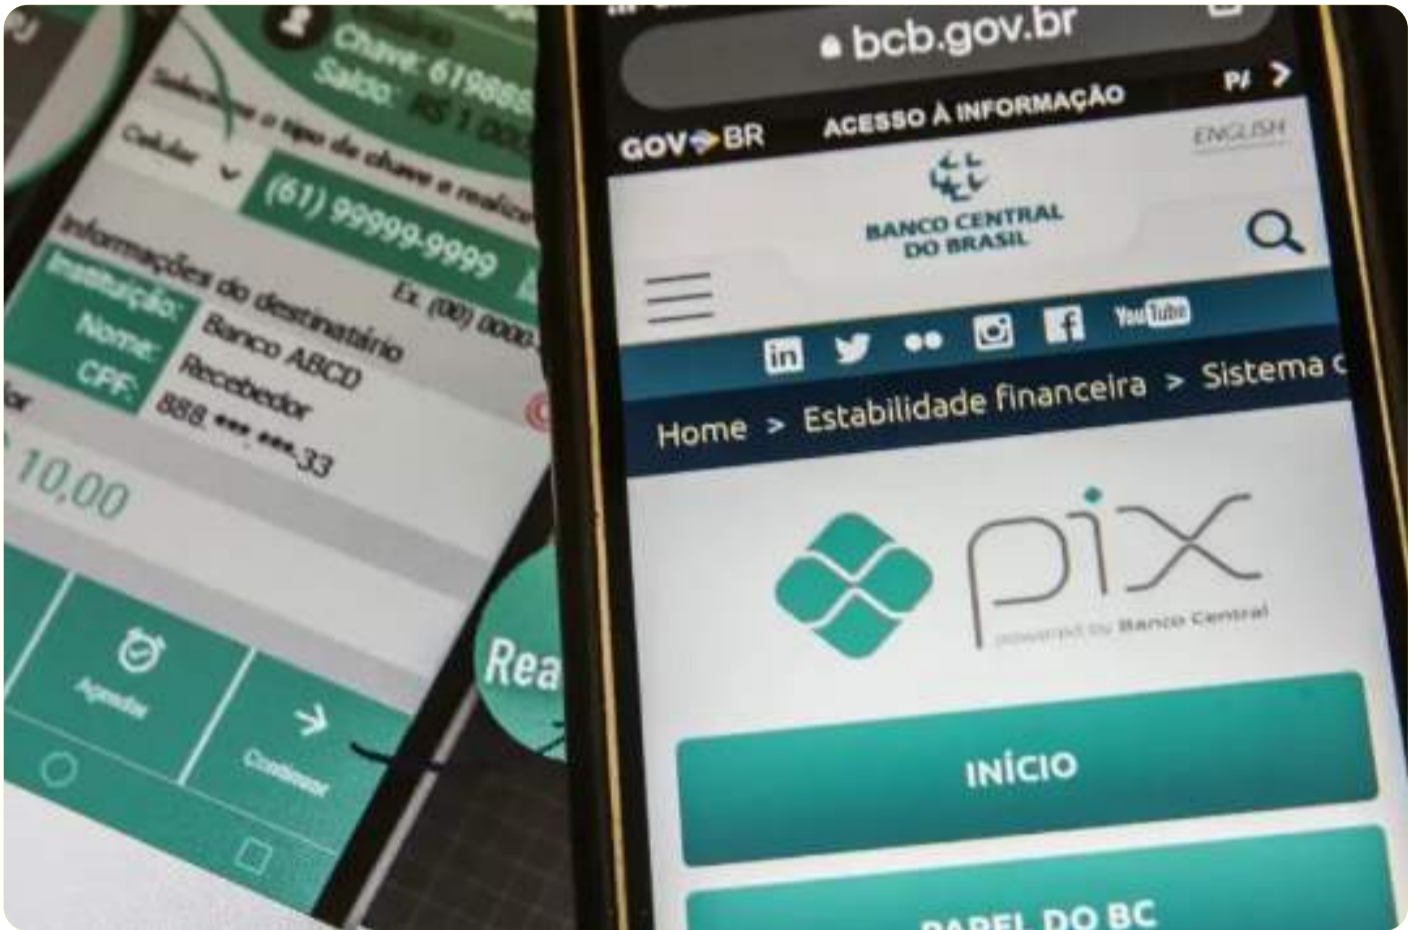 Chave: 619888
Saldo: R$ 1.000
Selecione o tipo de chave e realize
Celular
(61) 99999-9999
Ex. (00) 0000-
Informações do destinatário
Instituição: Banco ABCD
Nome: Recebedor
CPF: 888.***.***-33
10,00
Agendar
Continuar
Rea
bcb.gov.br
GOV BR
ACESSO À INFORMAÇÃO
ENGLISH
BANCO CENTRAL
DO BRASIL
in
f
YouTube
Home > Estabilidade financeira > Sistema
pix
powered by Banco Central
INÍCIO
PAPEL DO BC